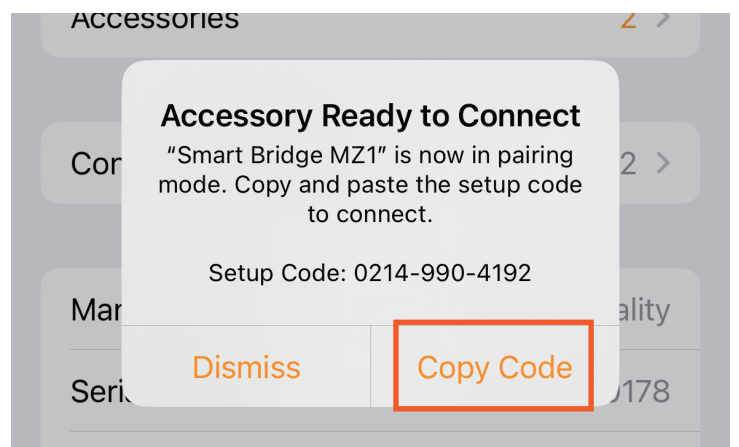 Accessories 2 >
Accessory Ready to Connect
“Smart Bridge MZ1” is now in pairing
mode. Copy and paste the setup code
to connect.
2 >
Setup Code: 0214-990-4192
Dismiss Copy Code